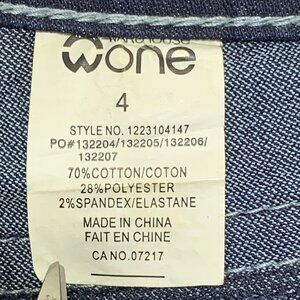 WAREHOUSE
one
4
STYLE NO. 1223104147
PO#132204/132205/132206/
132207
70%COTTON/COTON
28%POLYESTER
2%SPANDEX/ELASTANE
MADE IN CHINA
FAIT EN CHINE
CA NO. 07217